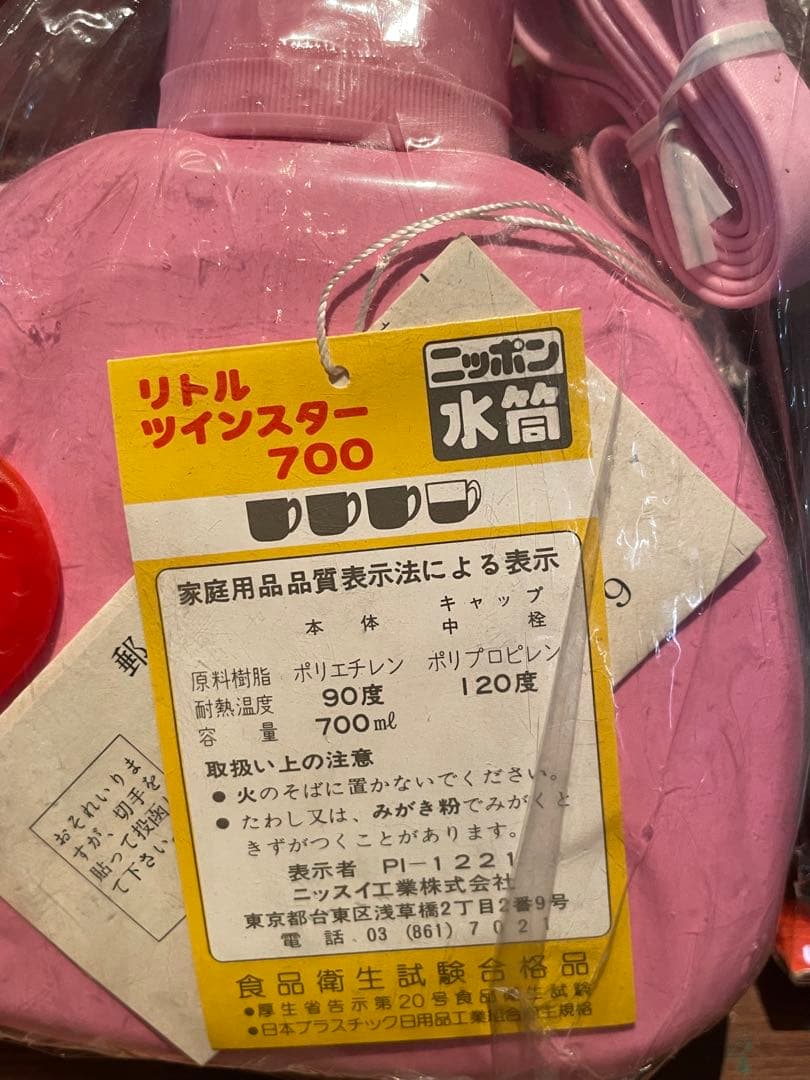 リトル
ツインスター
700
ニッポン
水筒
家庭用品品質表示法による表示
本体 キャップ
中栓
原料樹脂 ポリエチレン ポリプロピレン
耐熱温度 90度 120度
容量 700㎖
取扱い上の注意
●火のそばに置かないでください。
●たわし又は、みがき粉でみがくと
きずがつくことがあります。
表示者 PI-1221
ニッスイ工業株式会社
東京都台東区浅草橋2丁目2番9号
電話 03 (861) 7021
食品衛生試験合格品
●厚生省告示第20号食品衛生試験
●日本プラスチック日用品工業組合自主規格
郵
おそれいりま
すが、切手を
貼って投函し
て下さい。
9